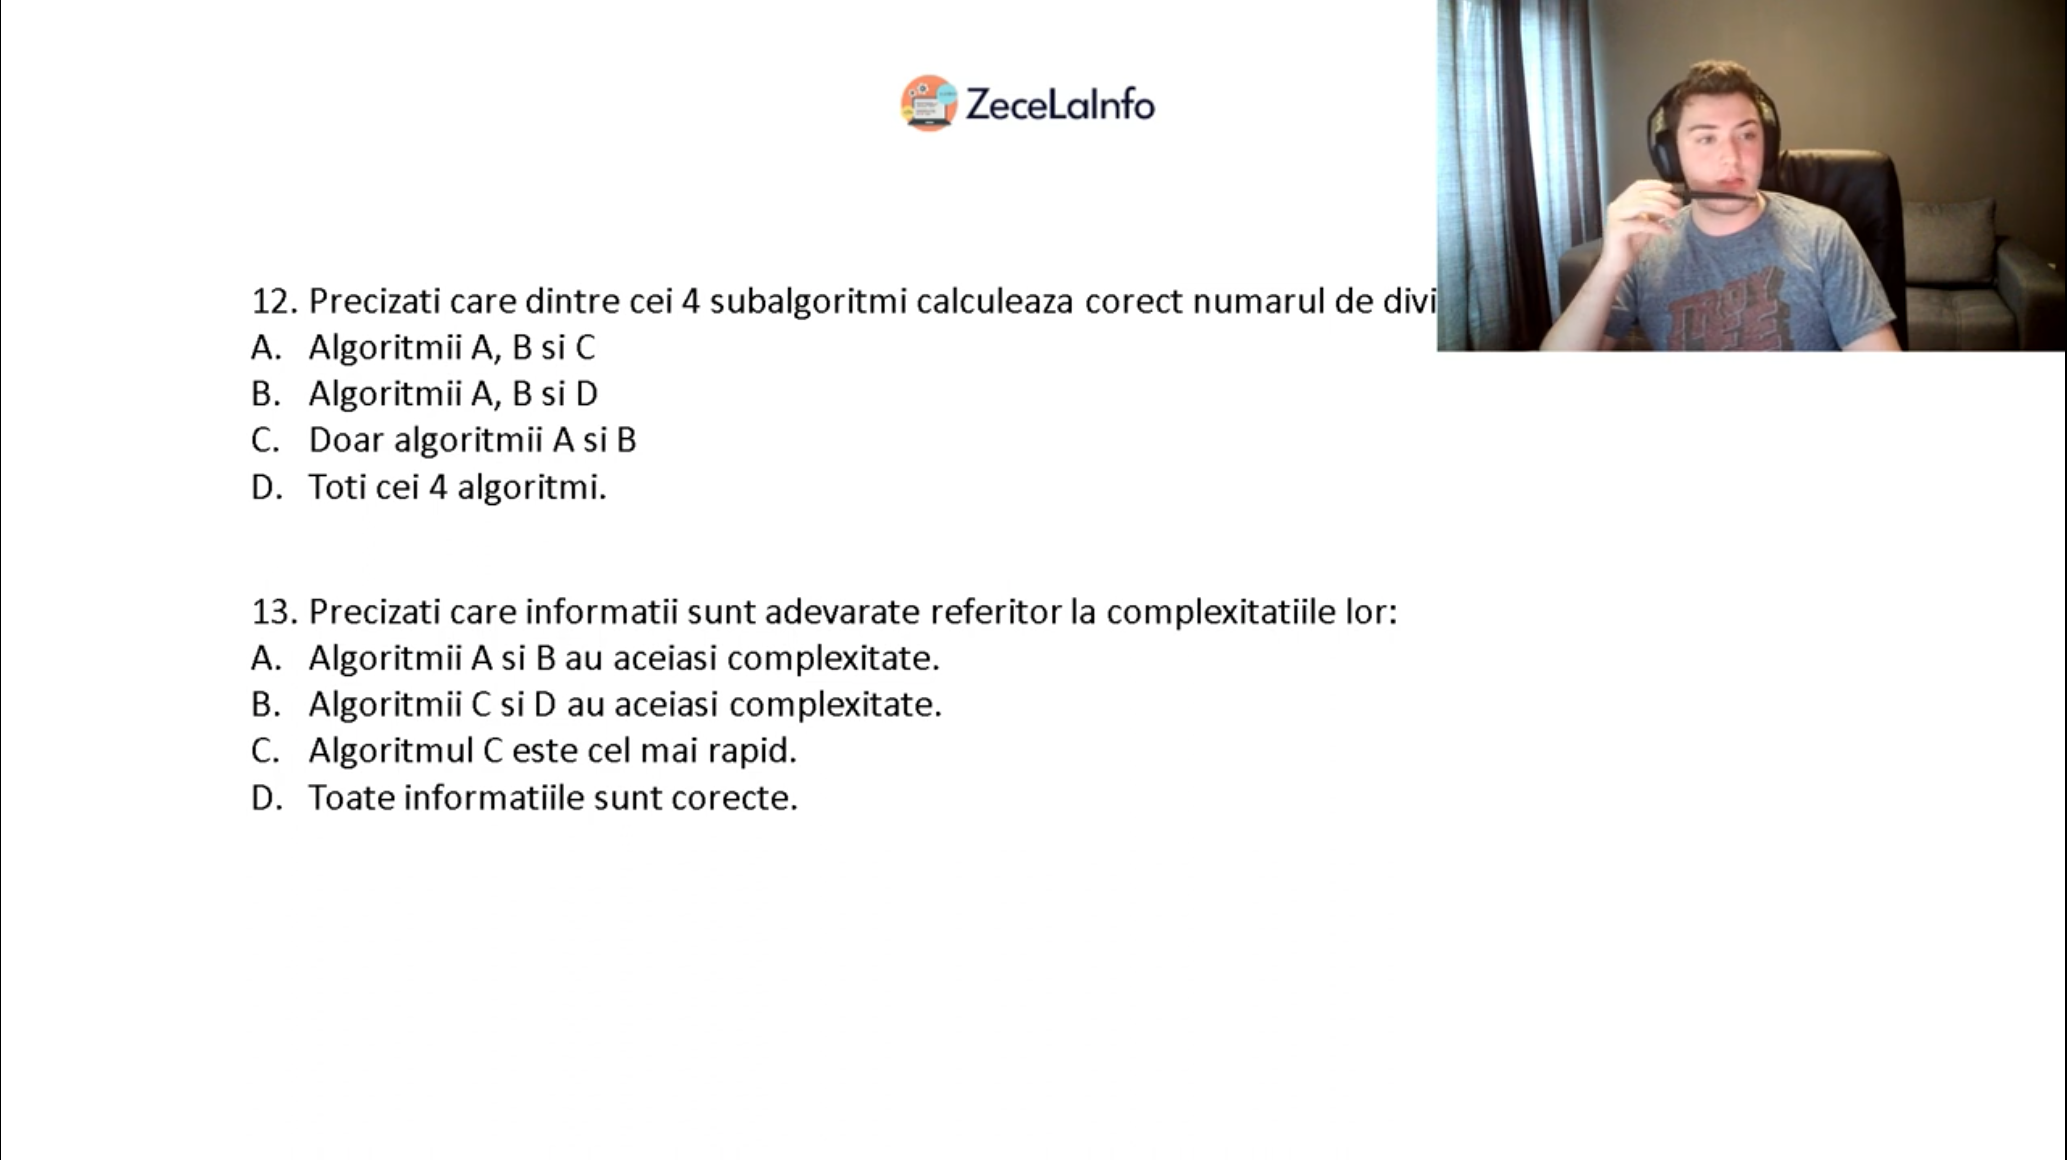 ZeceLaInfo
12. Precizati care dintre cei 4 subalgoritmi calculeaza corect numarul de divi
A. Algoritmii A, B si C
B. Algoritmii A, B si D
C. Doar algoritmii A si B
D. Toti cei 4 algoritmi.
13. Precizati care informatii sunt adevarate referitor la complexitatiile lor:
A. Algoritmii A si B au aceiasi complexitate.
B. Algoritmii C si D au aceiasi complexitate.
C. Algoritmul C este cel mai rapid.
D. Toate informatiile sunt corecte.